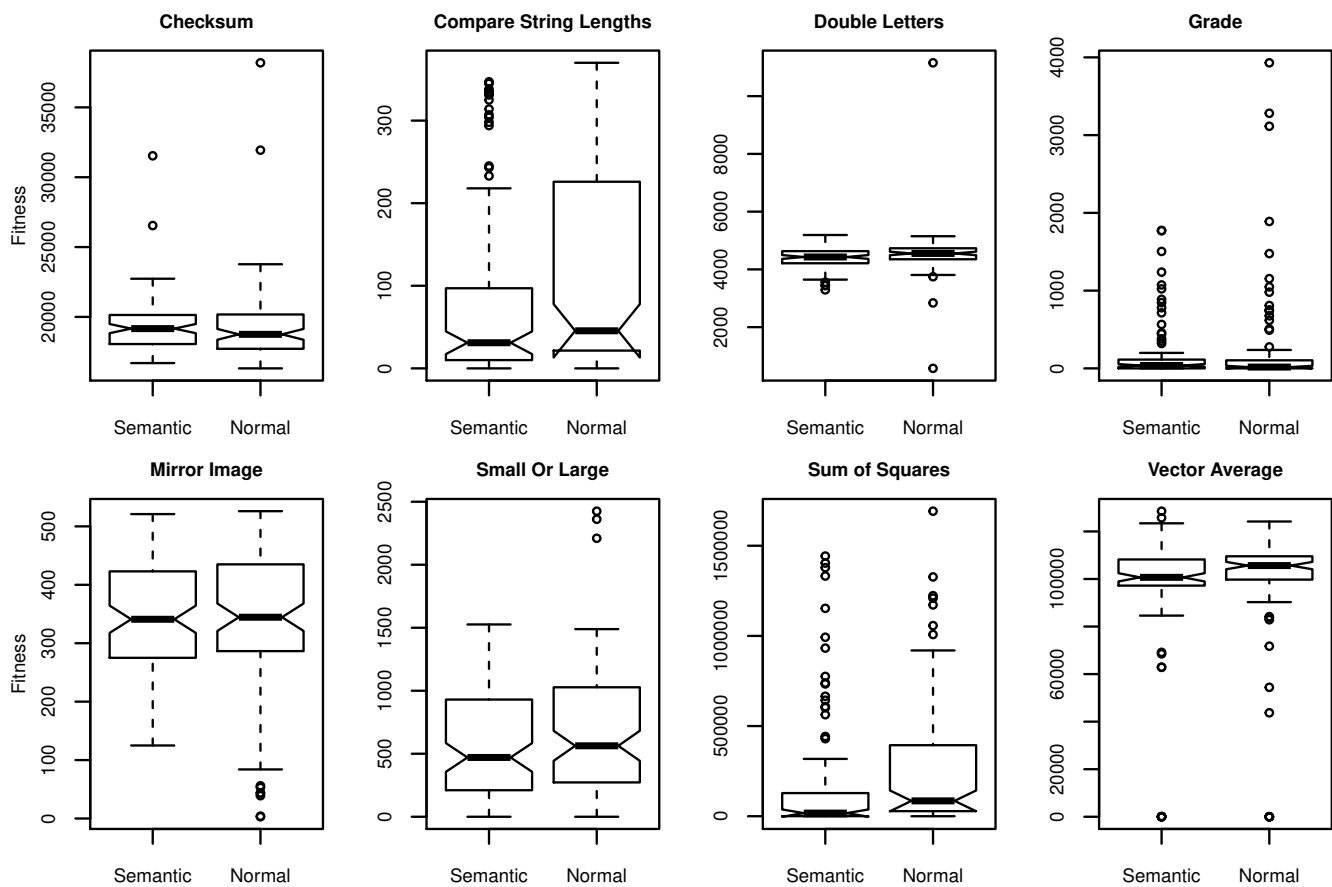 Checksum
Compare String Lengths
Double Letters
Grade
Fitness
20000 25000 30000 35000
Semantic Normal
0 100 200 300
Semantic Normal
2000 4000 6000 8000
Semantic Normal
0 1000 2000 3000 4000
Semantic Normal
Mirror Image
Small Or Large
Sum of Squares
Vector Average
Fitness
0 100 200 300 400 500
Semantic Normal
0 500 1000 1500 2000 2500
Semantic Normal
0 500000 1000000 1500000
Semantic Normal
0 20000 60000 100000
Semantic Normal